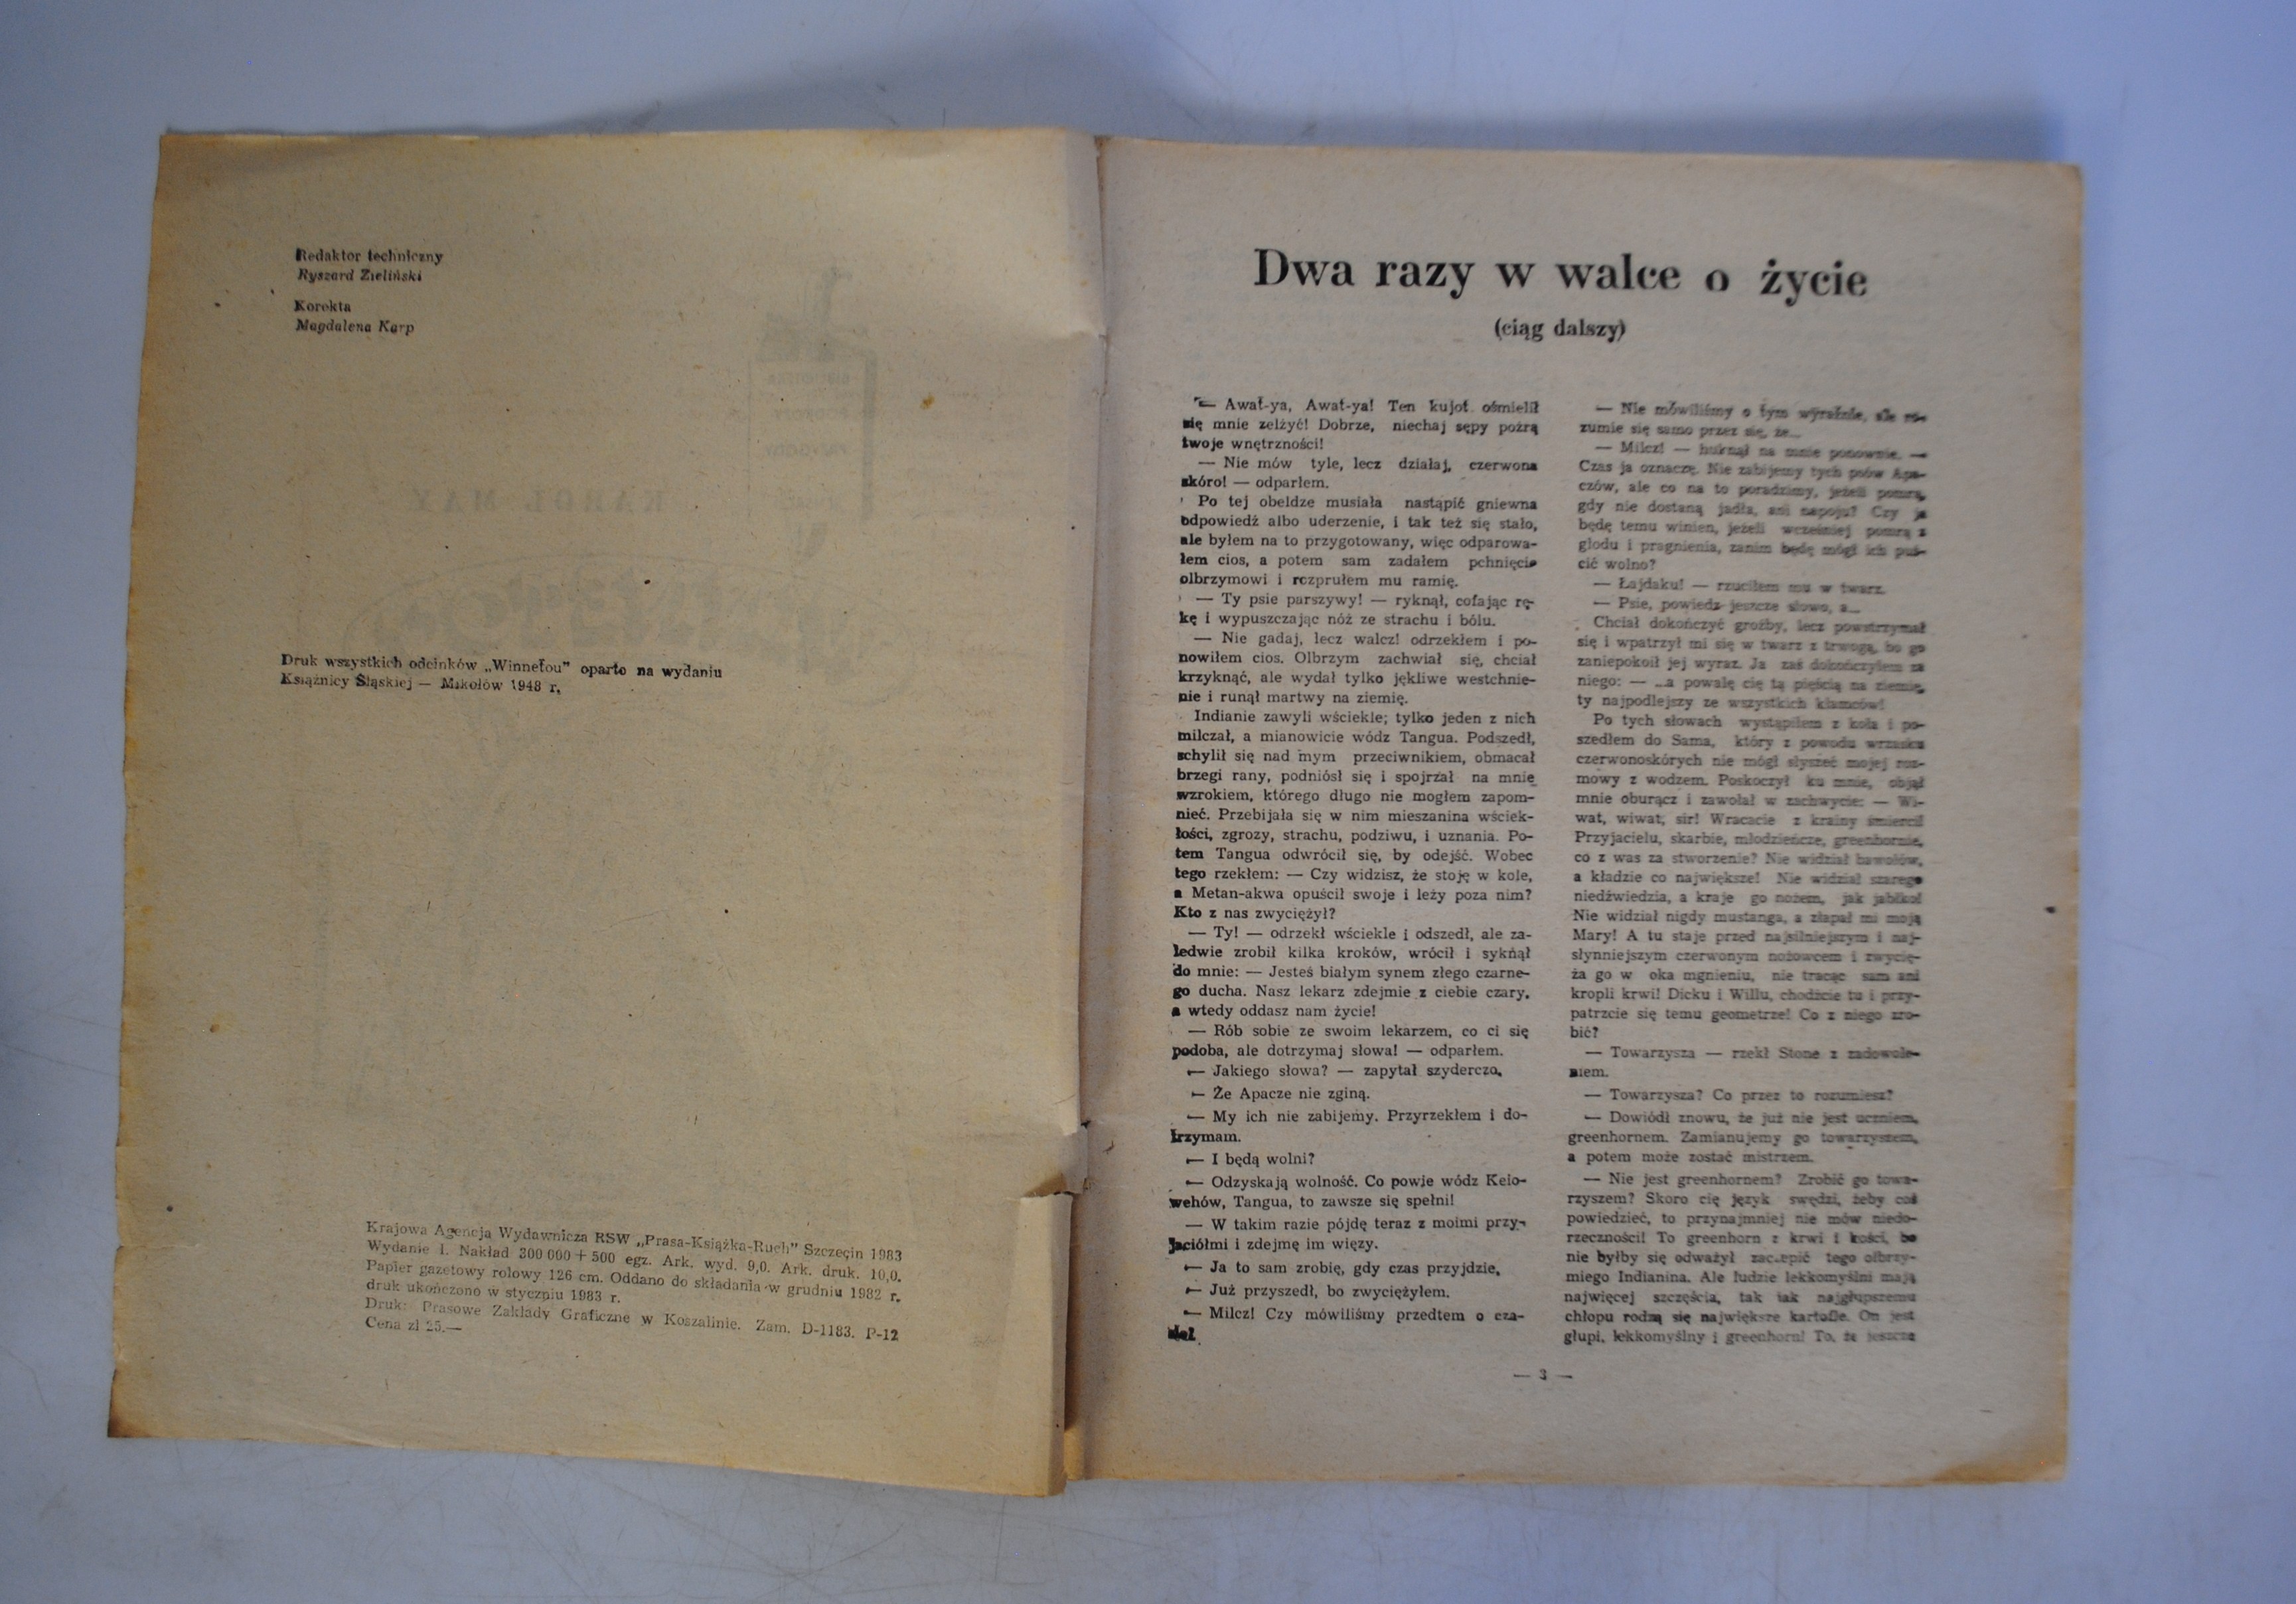 Redaktor techniczny
Ryszard Zieliński
Korekta
Magdalena Karp
Druk wszystkich odcinków „Winnetou” oparto na wydaniu
Książnicy Śląskiej — Mikołów 1948 r.
Krajowa Agencja Wydawnicza RSW „Prasa-Książka-Ruch” Szczecin 1983
Wydanie I. Nakład 300 000 + 500 egz. Ark. wyd. 9,0. Ark. druk. 10,0.
Papier gazetowy rolowy 126 cm. Oddano do składania w grudniu 1982 r.
druk ukończono w styczniu 1983 r.
Druk: Prasowe Zakłady Graficzne w Koszalinie. Zam. D-1183. P-12
Cena zł 25.—
Dwa razy w walce o życie
(ciąg dalszy)
— Awat-ya, Awat-ya! Ten kujot ośmielił
się mnie zelżyć! Dobrze, niechaj sępy pożrą
twoje wnętrzności!
— Nie mów tyle, lecz działaj, czerwona
skóro! — odparłem.
Po tej obeldze musiała nastąpić gniewna
odpowiedź albo uderzenie, i tak też się stało,
ale byłem na to przygotowany, więc odparowa-
łem cios, a potem sam zadałem pchnięcie
olbrzymowi i rozprułem mu ramię.
— Ty psie parszywy! — ryknął, cofając rę-
kę i wypuszczając nóż ze strachu i bólu.
— Nie gadaj, lecz walcz! odrzekłem i po-
nowiłem cios. Olbrzym zachwiał się, chciał
krzyknąć, ale wydał tylko jękliwe westchnie-
nie i runął martwy na ziemię.
Indianie zawyli wściekle; tylko jeden z nich
milczał, a mianowicie wódz Tangua. Podszedł,
schylił się nad mym przeciwnikiem, obmacał
brzegi rany, podniósł się i spojrzał na mnie
wzrokiem, którego długo nie mogłem zapom-
nieć. Przebijała się w nim mieszanina wściek-
łości, zgrozy, strachu, podziwu, i uznania. Po-
tem Tangua odwrócił się, by odejść. Wobec
tego rzekłem: — Czy widzisz, że stoję w kole,
a Metan-akwa opuścił swoje i leży poza nim?
Kto z nas zwyciężył?
— Ty! — odrzekł wściekle i odszedł, ale za-
ledwie zrobił kilka kroków, wrócił i syknął
do mnie: — Jesteś białym synem złego czarne-
go ducha. Nasz lekarz zdejmie z ciebie czary,
a wtedy oddasz nam życie!
— Rób sobie ze swoim lekarzem, co ci się
podoba, ale dotrzymaj słowa! — odparłem.
— Jakiego słowa? — zapytał szyderczo.
— Że Apacze nie zginą.
— My ich nie zabijemy. Przyrzekłem i do-
trzymam.
— I będą wolni?
— Odzyskają wolność. Co powie wódz Keio-
wehów, Tangua, to zawsze się spełni!
— W takim razie pójdę teraz z moimi przy-
jaciółmi i zdejmę im więzy.
— Ja to sam zrobię, gdy czas przyjdzie.
— Już przyszedł, bo zwyciężyłem.
— Milcz! Czy mówiliśmy przedtem o cza-
sie?
— Nie mówiliśmy o tym wyraźnie, ale ro-
zumie się samo przez się, że...
— Milcz! — huknął na mnie ponownie. —
Czas ja oznaczę. Nie zabijemy tych psów Apa-
czów, ale co na to poradzimy, jeżeli pomrą,
gdy nie dostaną jadła, ani napoju? Czy ja
będę temu winien, jeżeli wcześniej pomrą z
głodu i pragnienia, zanim będę mógł ich puś-
cić wolno?
— Łajdaku! — rzuciłem mu w twarz.
— Psie, powiedz jeszcze słowo, a...
Chciał dokończyć groźby, lecz powstrzymał
się i wpatrzył mi się w twarz z trwogą, bo go
zaniepokoił jej wyraz. Ja zaś dokończyłem za
niego: — ...a powalę cię tą pięścią na ziemię,
ty najpodlejszy ze wszystkich kłamców!
Po tych słowach wystąpiłem z koła i po-
szedłem do Sama, który z powodu wrzasku
czerwonoskórych nie mógł słyszeć mojej roz-
mowy z wodzem. Poskoczył ku mnie, objął
mnie oburącz i zawołał w zachwycie: — Wi-
wat, wiwat, sir! Wracacie z krainy śmierci!
Przyjacielu, skarbie, młodzieńcze, greenhornie,
co z was za stworzenie? Nie widział bawołów,
a kładzie co największe! Nie widział szarego
niedźwiedzia, a kraje go nożem, jak jabłko!
Nie widział nigdy mustanga, a złapał mi moją
Mary! A tu staje przed najsilniejszym i naj-
słynniejszym czerwonym nożowcem i zwycię-
ża go w oka mgnieniu, nie tracąc sam ani
kropli krwi! Dicku i Willu, chodźcie tu i przy-
patrzcie się temu geometrze! Co z niego zro-
bić?
— Towarzysza — rzekł Stone z zadowole-
niem.
— Towarzysza? Co przez to rozumiesz?
— Dowiódł znowu, że już nie jest uczniem,
greenhornem. Zamianujemy go towarzyszem,
a potem może zostać mistrzem.
— Nie jest greenhornem? Zrobić go towa-
rzyszem? Skoro cię język swędzi, żeby coś
powiedzieć, to przynajmniej nie mów niedo-
rzeczności! To greenhorn z krwi i kości, bo
nie byłby się odważył zaczepić tego olbrzy-
miego Indianina. Ale ludzie lekkomyślni mają
najwięcej szczęścia, tak jak najgłupszemu
chłopu rodzą się największe kartofle. On jest
głupi, lekkomyślny i greenhorn! To, że jeszcze
— 3 —